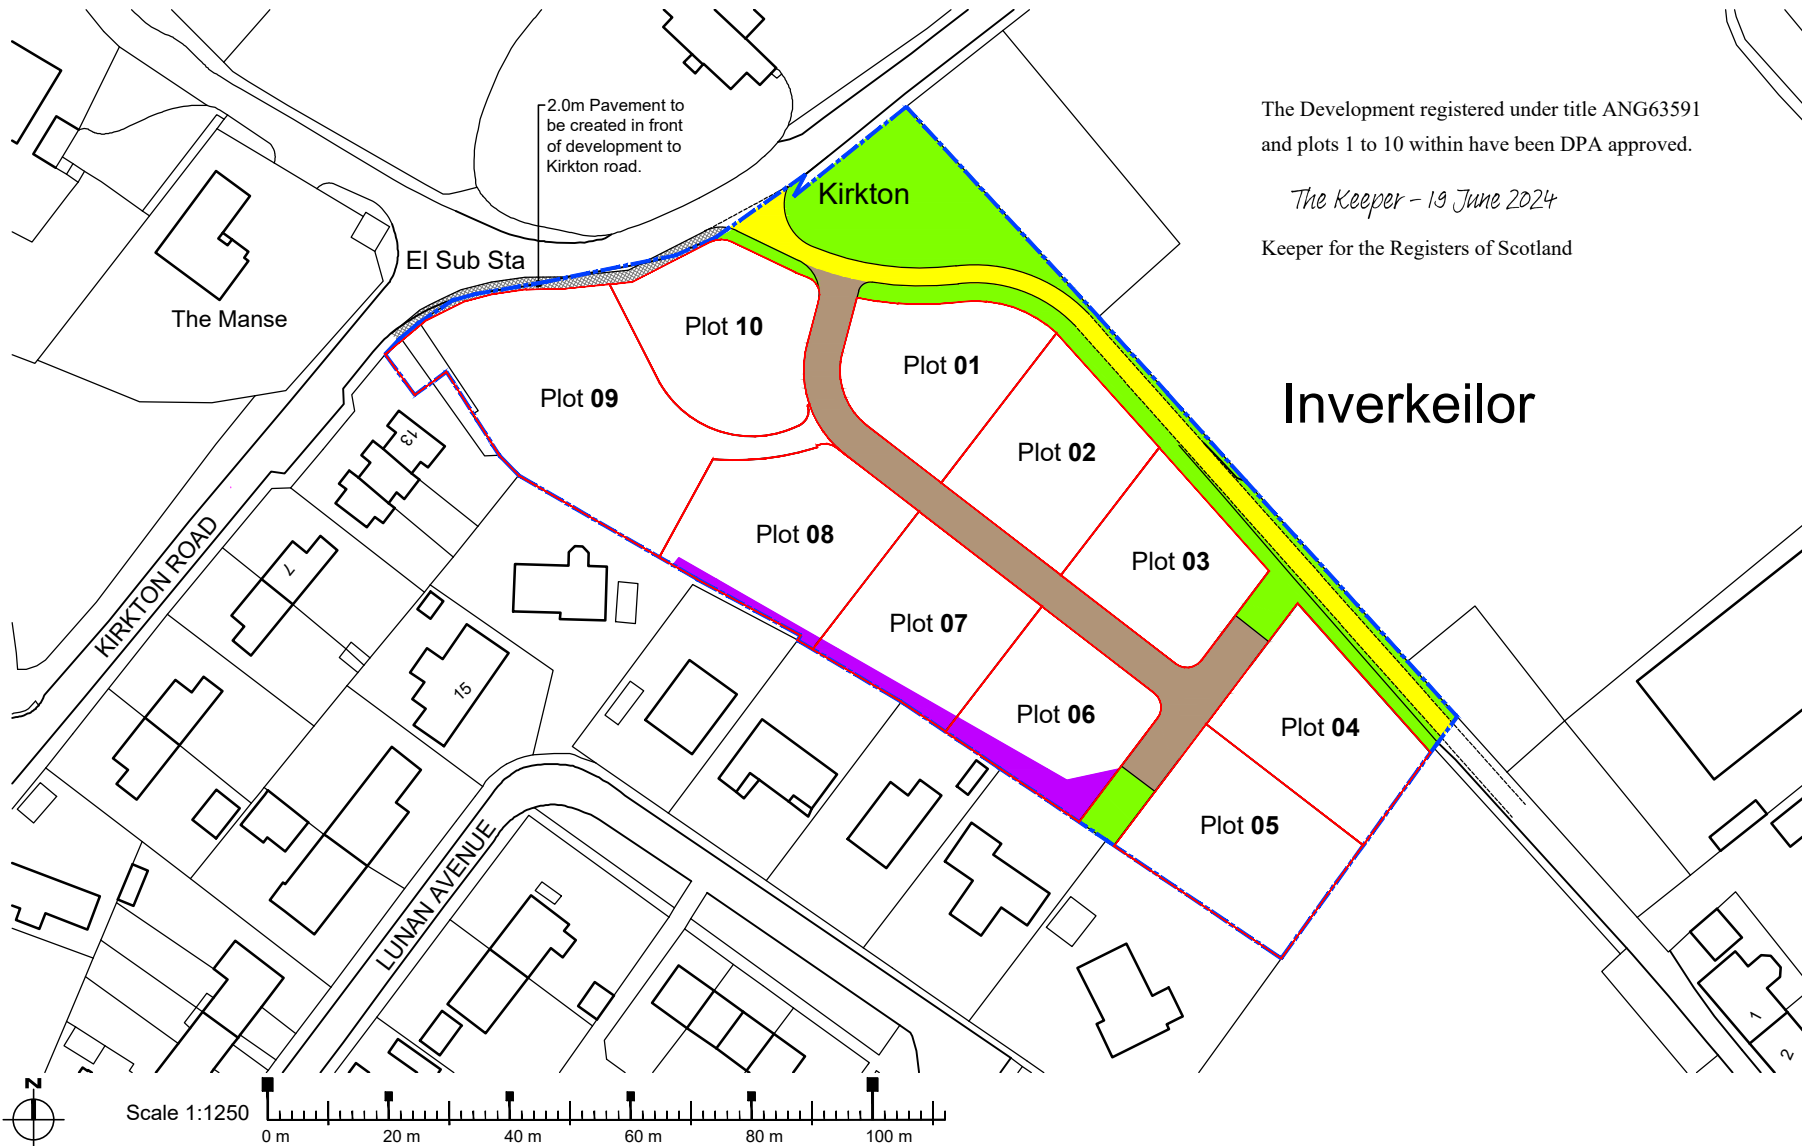 2.0m Pavement to
be created in front
of development to
Kirkton road.
The Development registered under title ANG63591
and plots 1 to 10 within have been DPA approved.
The Keeper - 19 June 2024
Keeper for the Registers of Scotland
Kirkton
El Sub Sta
The Manse
Plot 10
Plot 01
Plot 09
Inverkeilor
Plot 02
13
Plot 08
Plot 03
KIRKTON ROAD
7
Plot 07
15
Plot 06
Plot 04
Plot 05
LUNAN AVENUE
1
2
N
Scale 1:1250
0 m 20 m 40 m 60 m 80 m 100 m